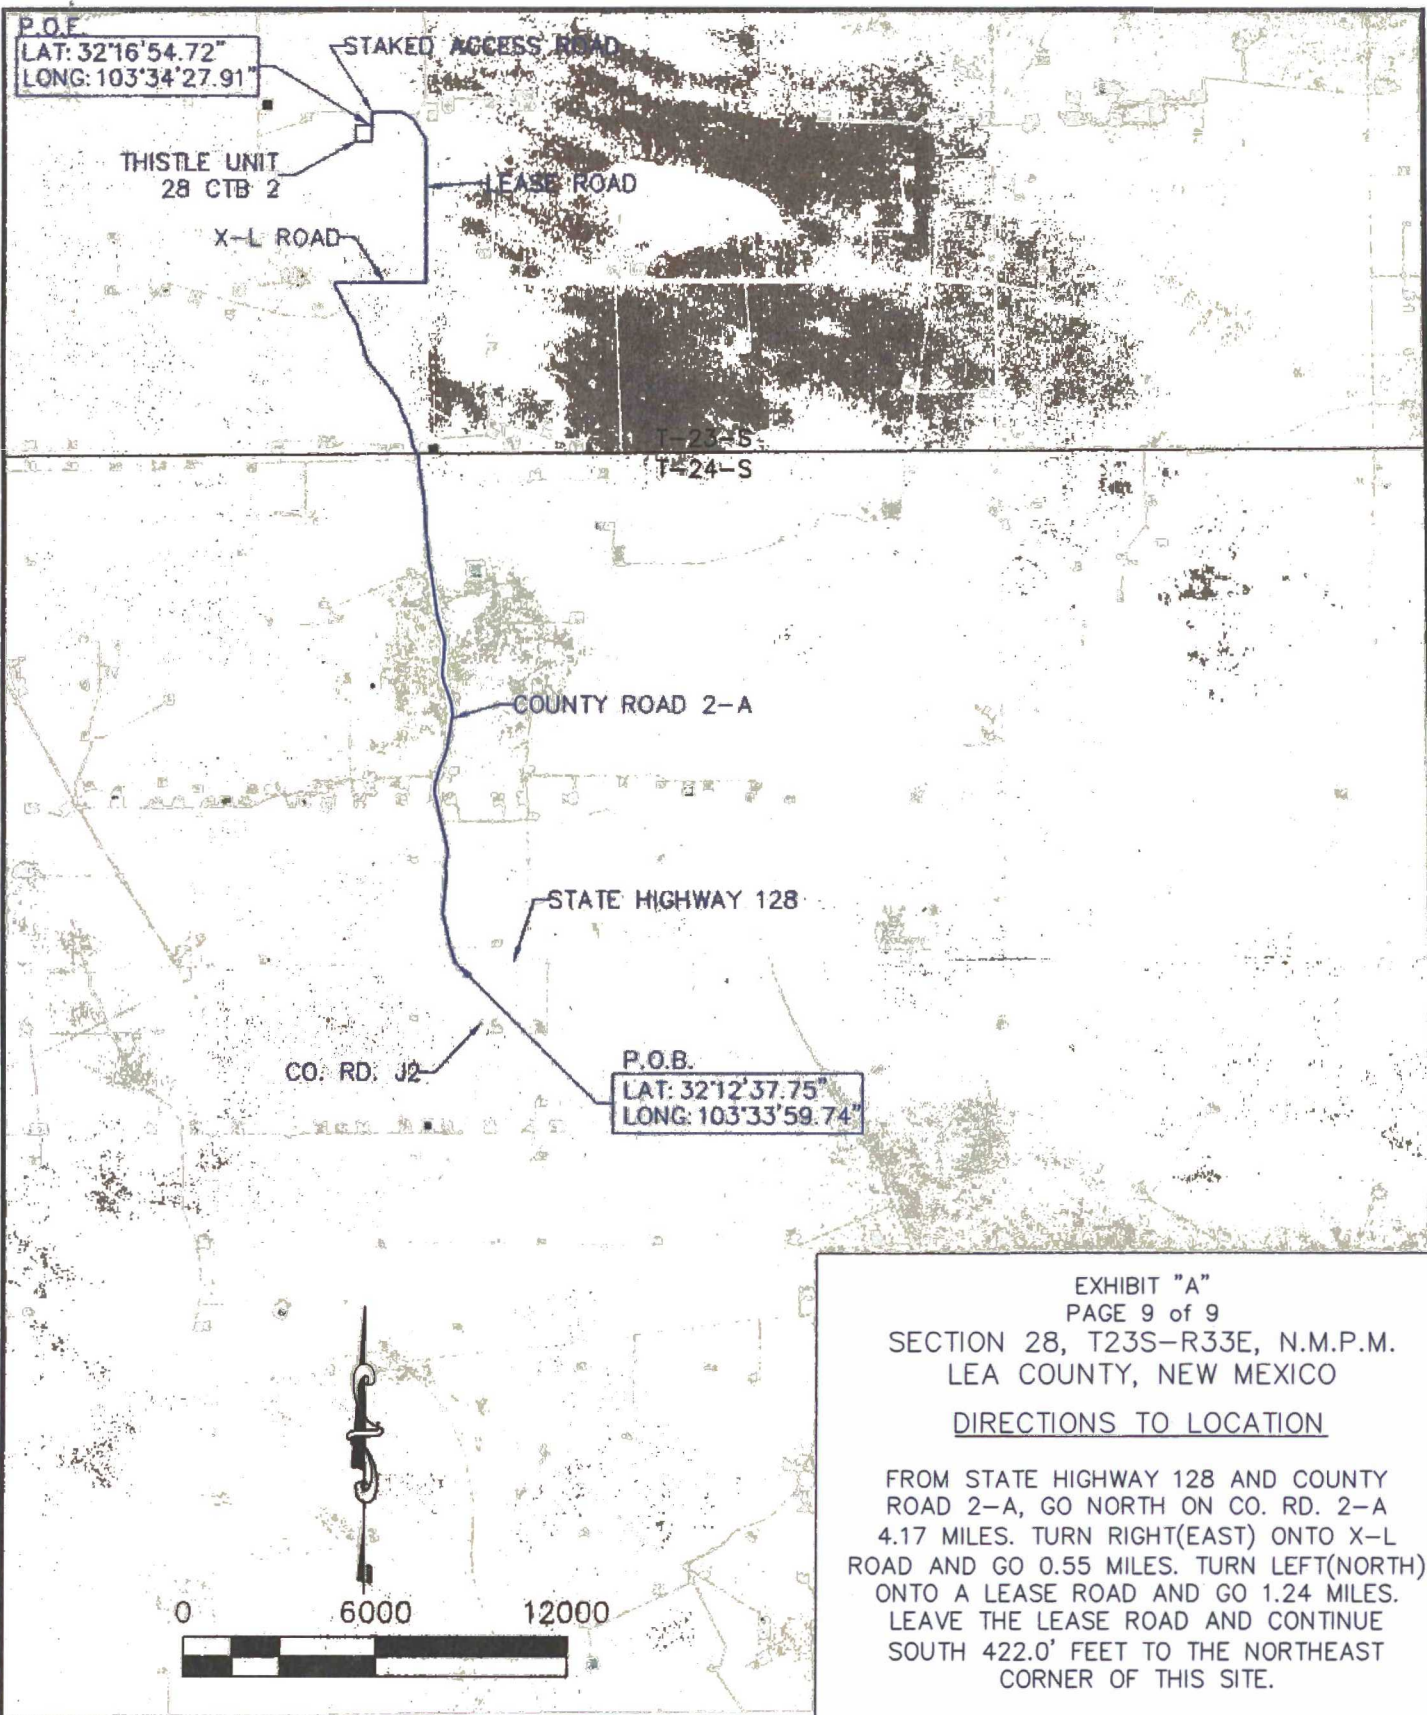 P.O.E.
LAT: 32°16'54.72"
LONG: 103°34'27.91"
STAKED ACCESS ROAD
THISTLE UNIT
28 CTB 2
LEASE ROAD
X-L ROAD
T-23-S
T-24-S
COUNTY ROAD 2-A
STATE HIGHWAY 128
CO. RD. J2
P.O.B.
LAT: 32°12'37.75"
LONG: 103°33'59.74"
0 6000 12000
EXHIBIT "A"
PAGE 9 of 9
SECTION 28, T23S-R33E, N.M.P.M.
LEA COUNTY, NEW MEXICO
DIRECTIONS TO LOCATION
FROM STATE HIGHWAY 128 AND COUNTY
ROAD 2-A, GO NORTH ON CO. RD. 2-A
4.17 MILES. TURN RIGHT(EAST) ONTO X-L
ROAD AND GO 0.55 MILES. TURN LEFT(NORTH)
ONTO A LEASE ROAD AND GO 1.24 MILES.
LEAVE THE LEASE ROAD AND CONTINUE
SOUTH 422.0' FEET TO THE NORTHEAST
CORNER OF THIS SITE.